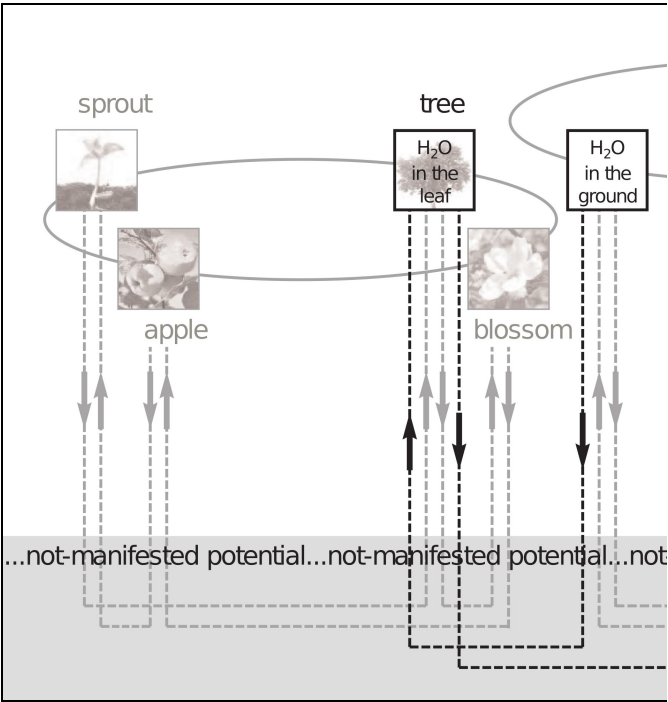 sprout
tree
H₂O
in the
leaf
H₂O
in the
ground
apple
blossom
...not-manifested potential...not-manifested potential...not-